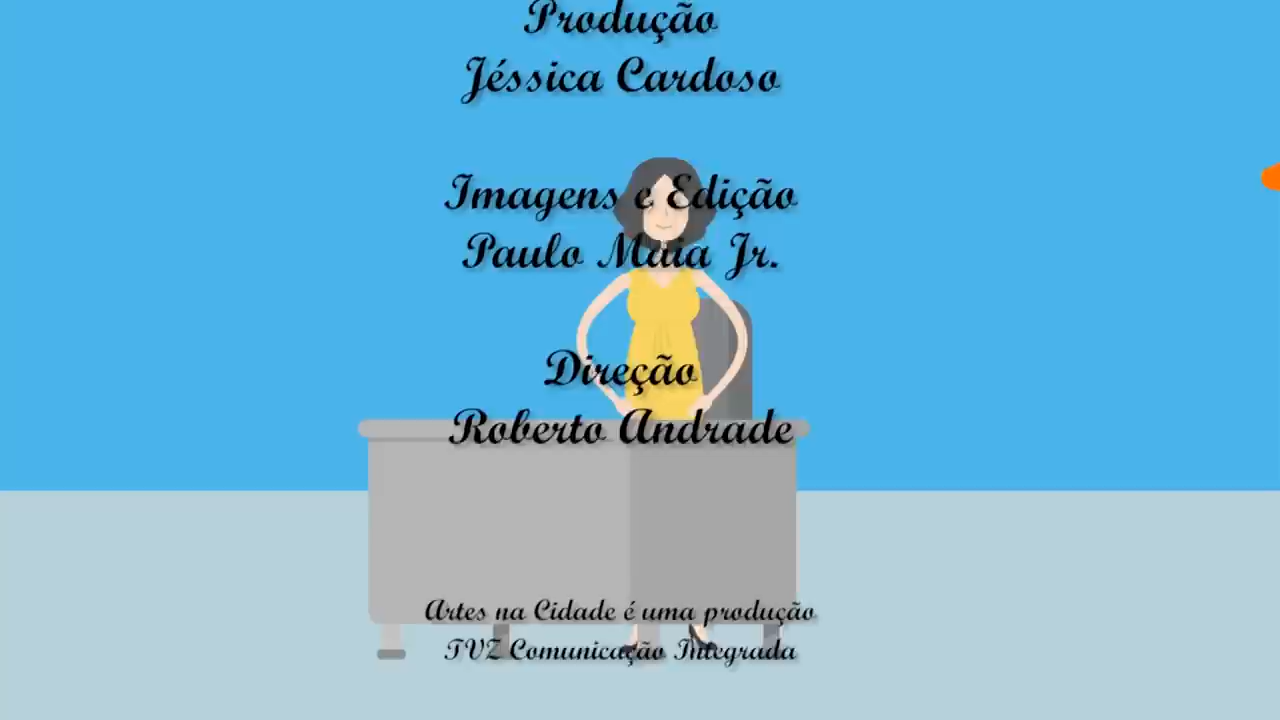 Produção
Jéssica Cardoso
Imagens e Edição
Paulo Maia Jr.
Direção
Roberto Andrade
Artes na Cidade é uma produção
TVZ Comunicação Integrada